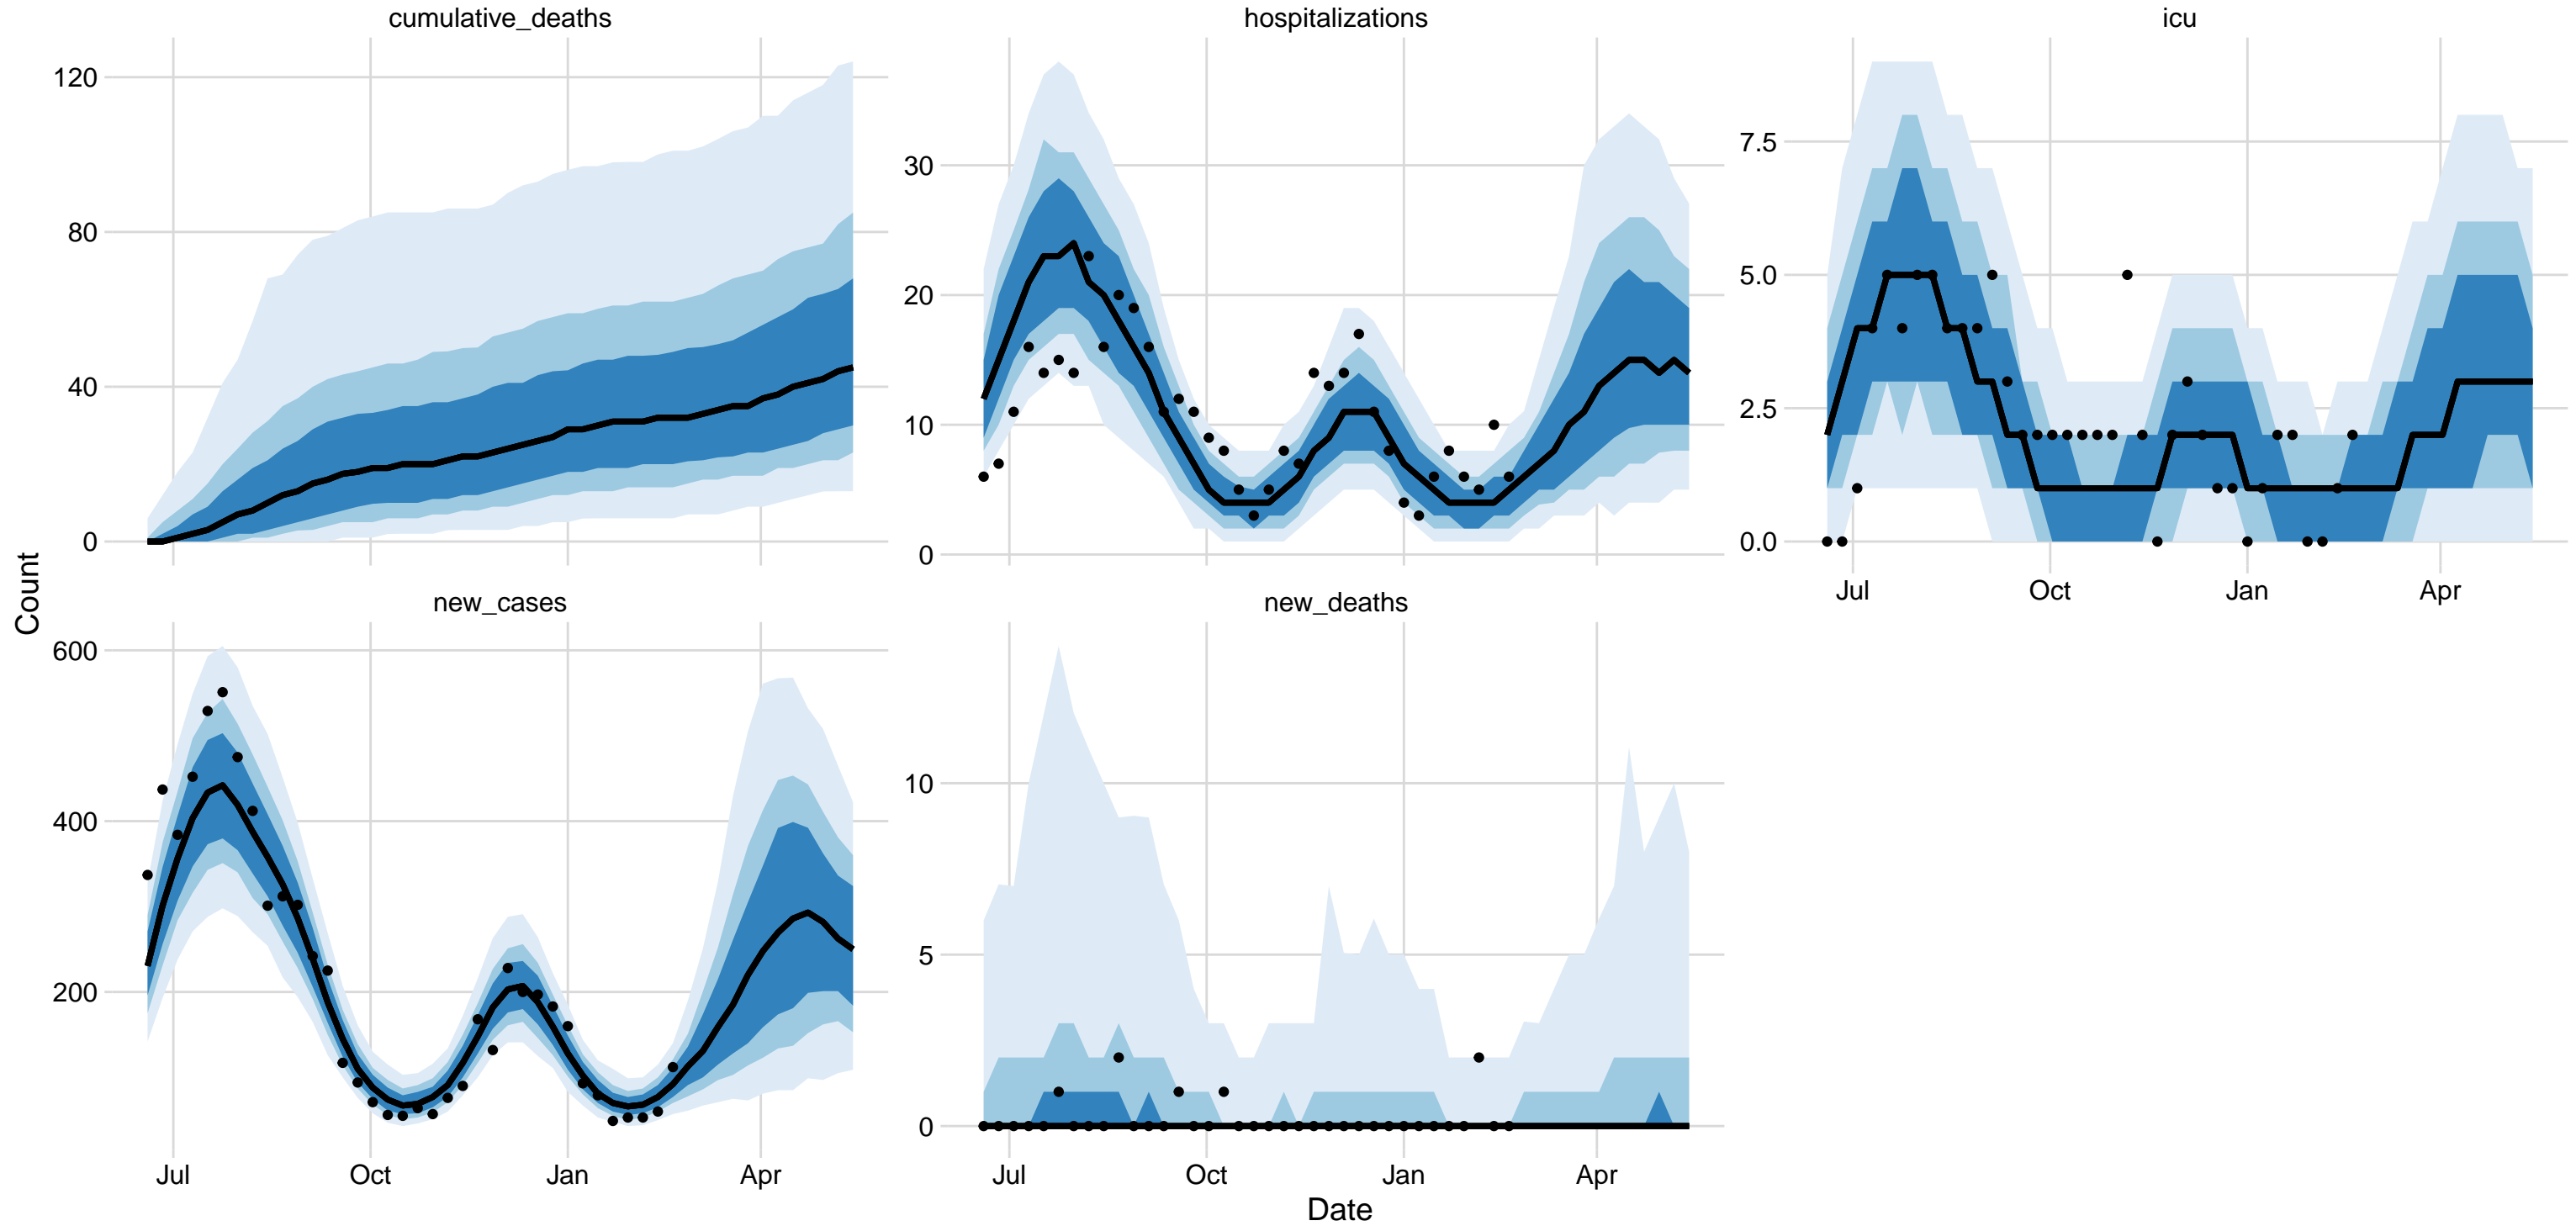 cumulative_deaths
hospitalizations
icu
120
80
40
0
30
20
10
0
7.5
5.0
2.5
0.0
Jul Oct Jan Apr
Count
new_cases
new_deaths
600
400
200
10
5
0
Jul Oct Jan Apr
Jul Oct Jan Apr
Date